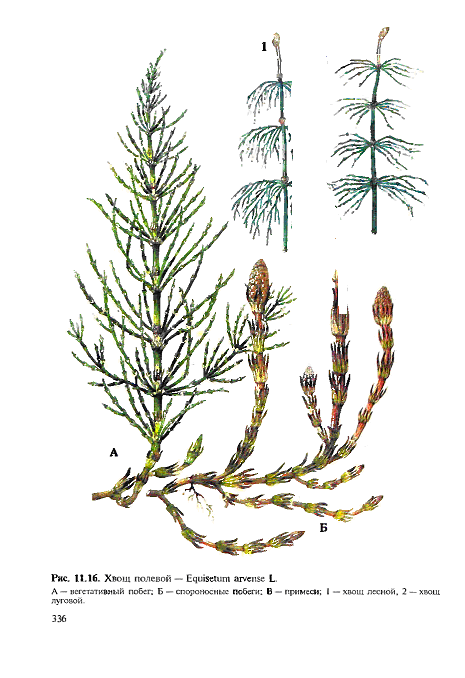 1
А
Б
Рис. 11.16. Хвощ полевой — Equisetum arvense L.
А — вегетативный побег; Б — спороносные побеги; В — примеси; 1 — хвощ лесной, 2 — хвощ
луговой.
336